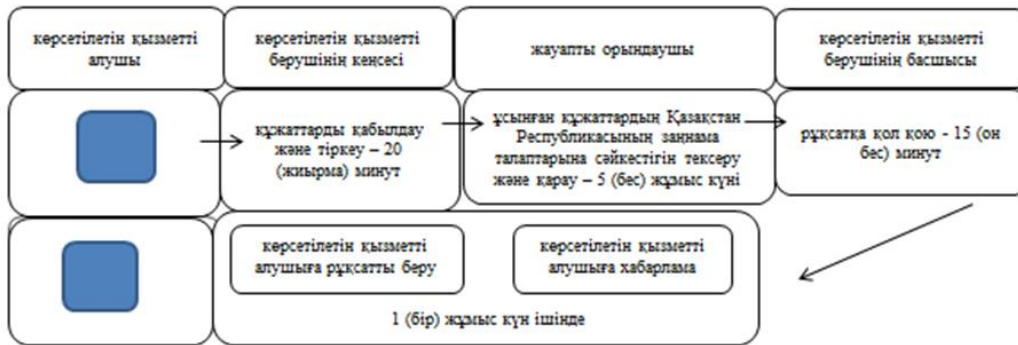 көрсетілетін қызметті
алушы
көрсетілетін қызметті
берушінің кеңсесі
жауапты орындаушы
көрсетілетін қызметті
берушінің басшысы
құжаттарды қабылдау
және тіркеу – 20
(жиырма) минут
ұсынған құжаттардың Қазақстан
Республикасының заңнама
талаптарына сәйкестігін тексеру
және қарау – 5 (бес) жұмыс күні
рұқсатқа қол қою - 15 (он
бес) минут
көрсетілетін қызметті
алушыға рұқсатты беру
көрсетілетін қызметті
алушыға хабарлама
1 (бір) жұмыс күн ішінде